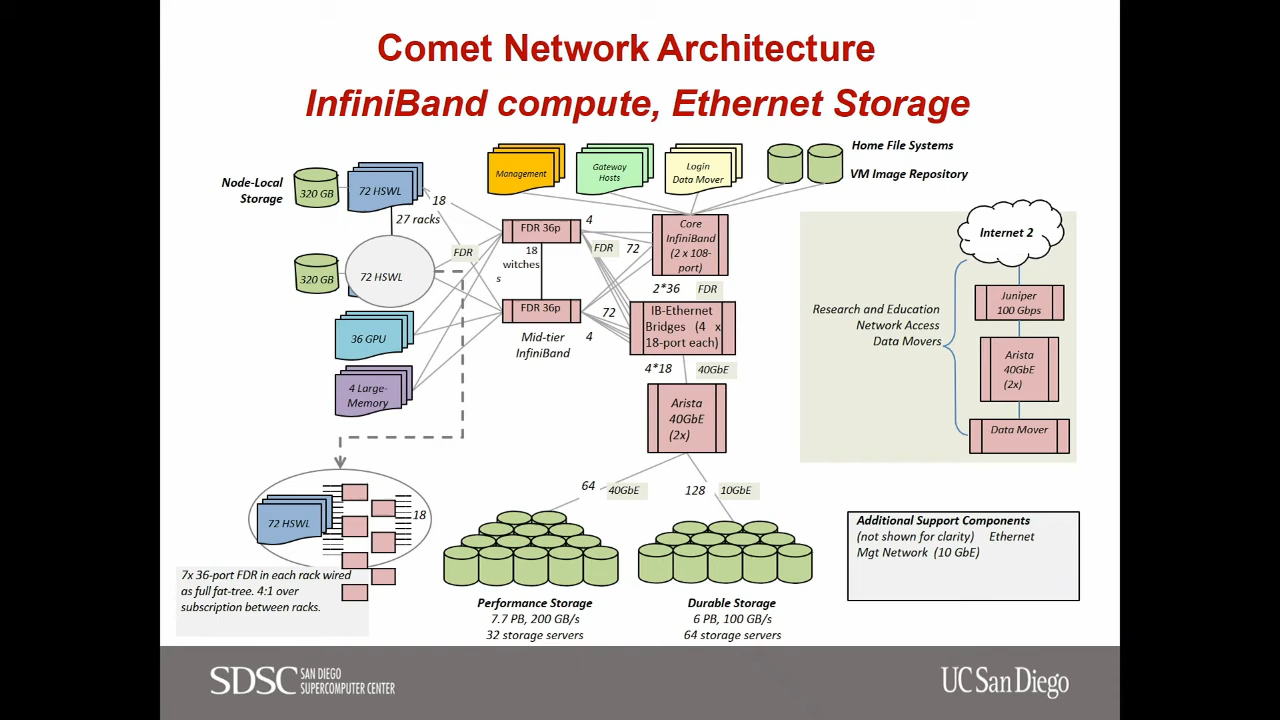 Comet Network Architecture
InfiniBand compute, Ethernet Storage
Node-Local
Storage
320 GB
72 HSWL
18
27 racks
320 GB
72 HSWL
36 GPU
4 Large-
Memory
FDR
Management
Gateway
Hosts
Login
Data Mover
Home File Systems
VM Image Repository
FDR 36p
18
witches
s
FDR 36p
Mid-tier
InfiniBand
4
FDR
72
72
4
Core
InfiniBand
(2 x 108-
port)
2*36
FDR
IB-Ethernet
Bridges (4 x
18-port each)
4*18
40GbE
Arista
40GbE
(2x)
64
40GbE
128
10GbE
Internet 2
Juniper
100 Gbps
Arista
40GbE
(2x)
Data Mover
Research and Education
Network Access
Data Movers
72 HSWL
18
7x 36-port FDR in each rack wired
as full fat-tree. 4:1 over
subscription between racks.
Performance Storage
7.7 PB, 200 GB/s
32 storage servers
Durable Storage
6 PB, 100 GB/s
64 storage servers
Additional Support Components
(not shown for clarity) Ethernet
Mgt Network (10 GbE)
SDSC SAN DIEGO
SUPERCOMPUTER CENTER
UC San Diego